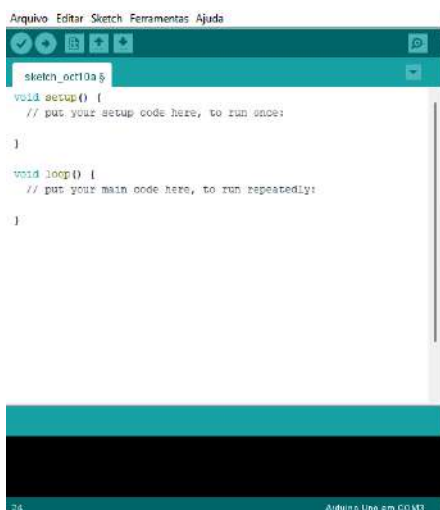 Arquivo Editar Sketch Ferramentas Ajuda
sketch_oct10a §
void setup() {
// put your setup code here, to run once:
}
void loop() {
// put your main code here, to run repeatedly:
}
24
Arduino Uno em COM3